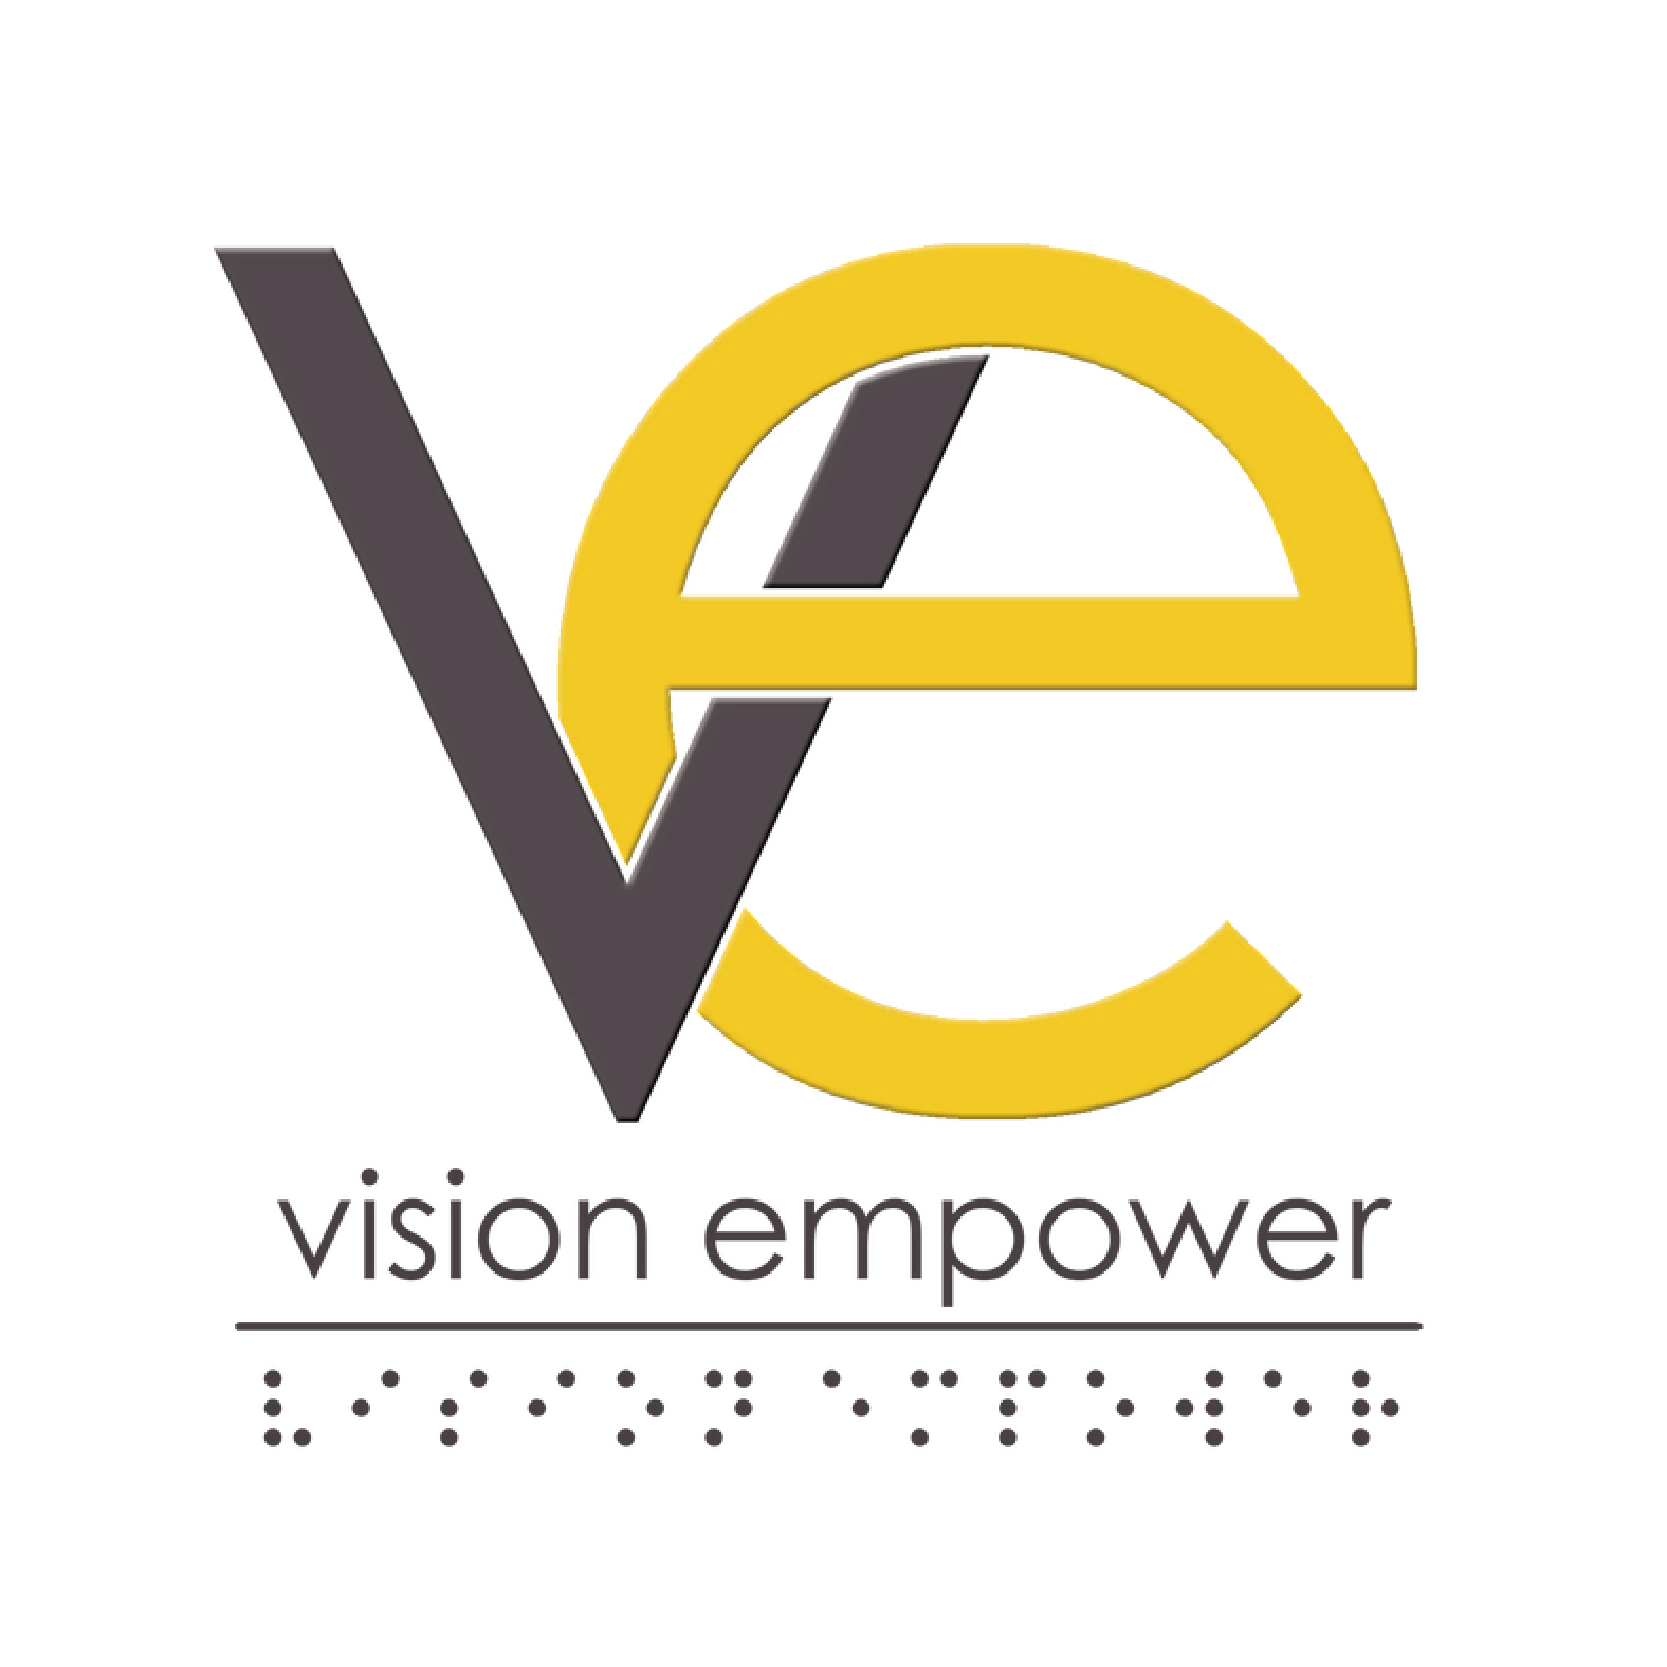 ve
vision empower
⠧⠊⠎⠊⠕⠝ ⠑⠍⠏⠕⠺⠑⠗